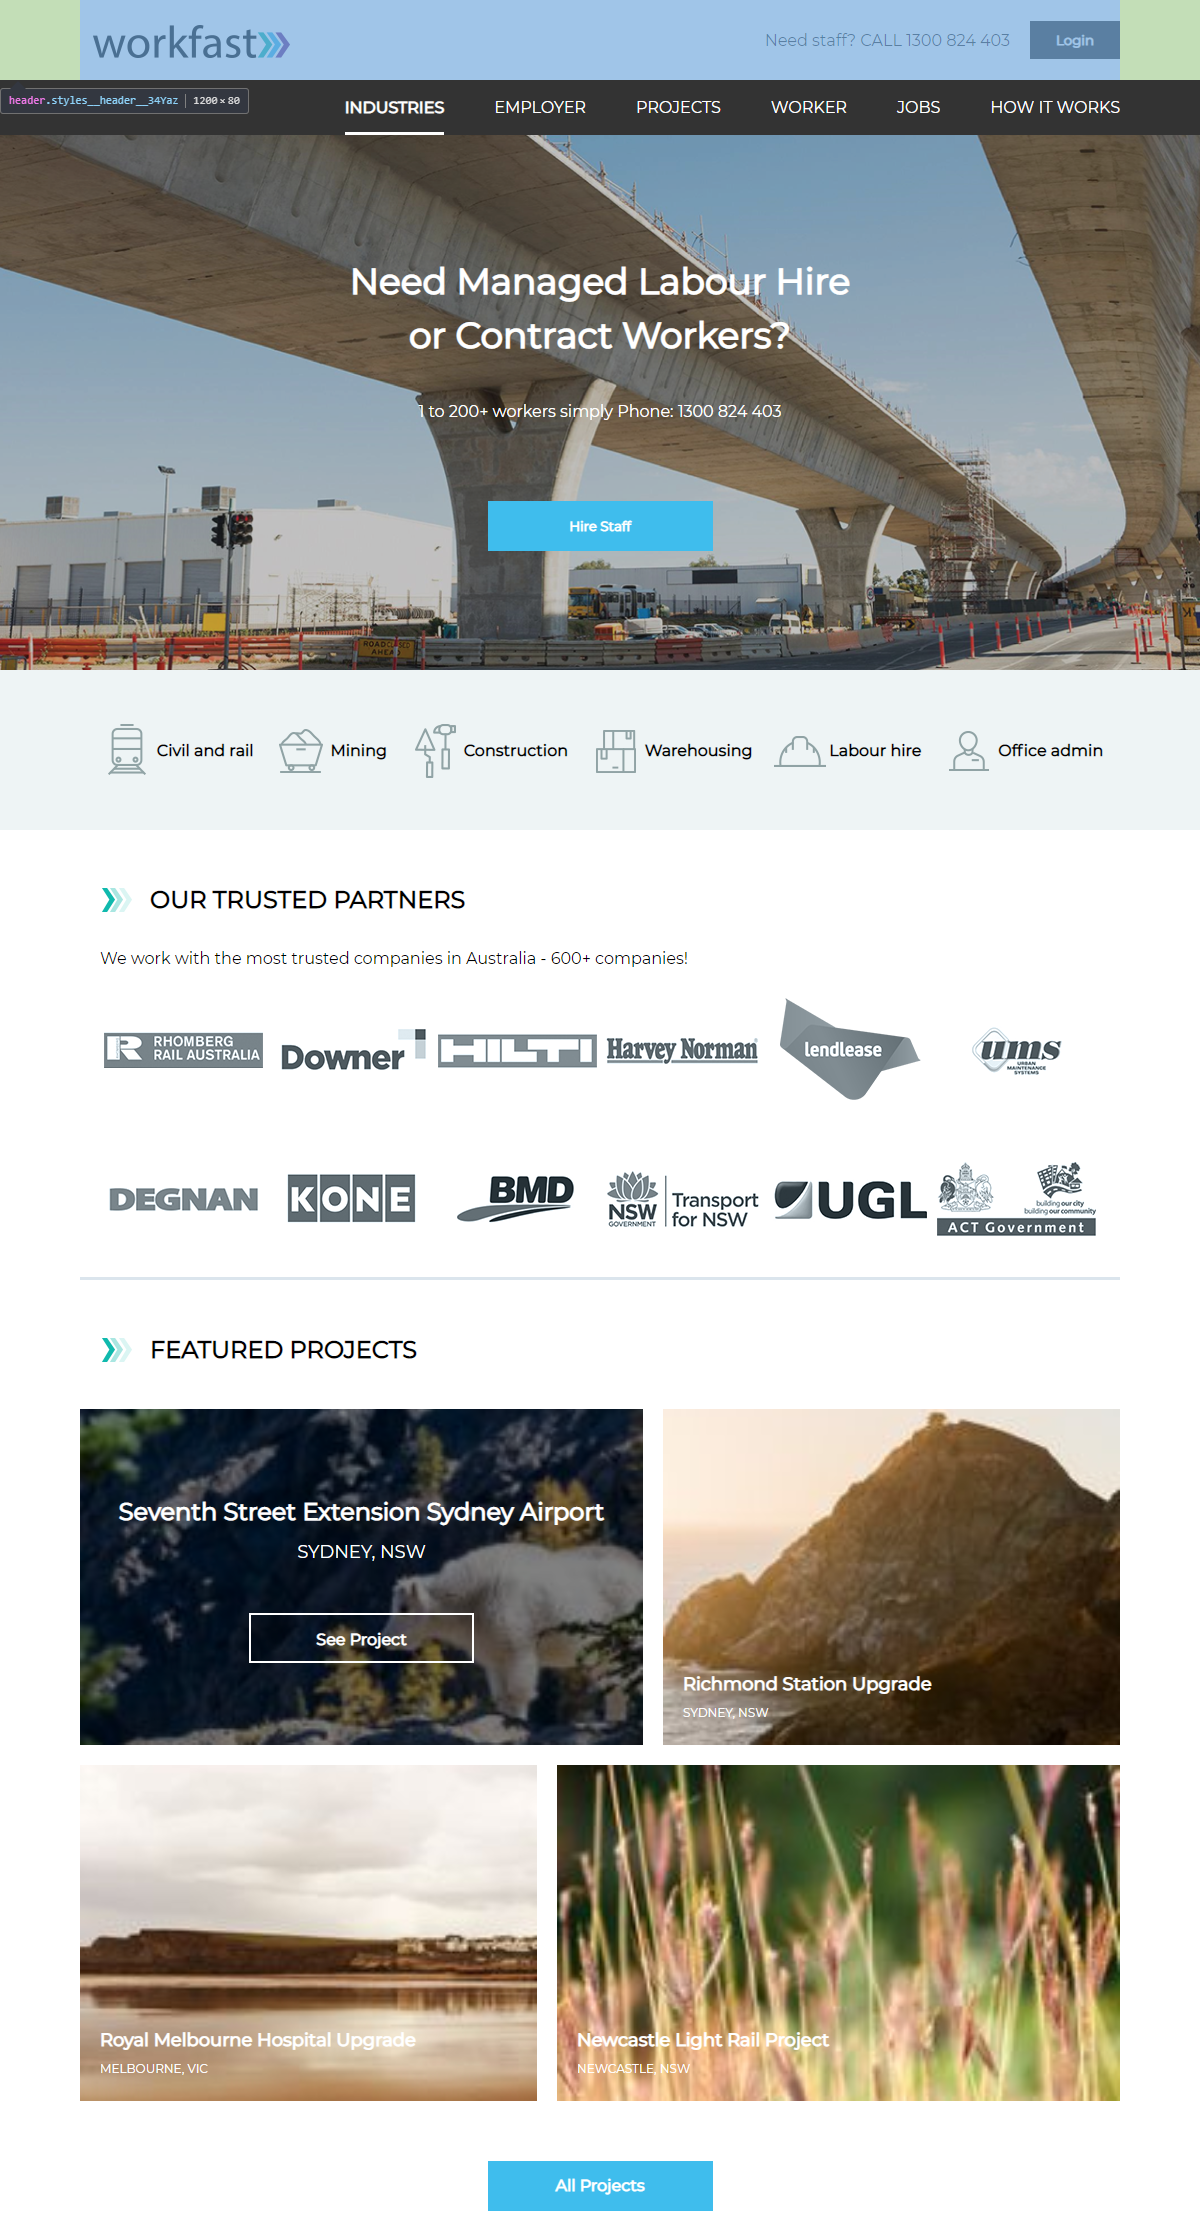 workfast
Need staff? CALL 1300 824 403
Login
header.styles__header__34Yaz
1200 × 80
INDUSTRIES
EMPLOYER
PROJECTS
WORKER
JOBS
HOW IT WORKS
Need Managed Labour Hire
or Contract Workers?
1 to 200+ workers simply Phone: 1300 824 403
Hire Staff
ROAD CLOSED
AHEAD
Civil and rail
Mining
Construction
Warehousing
Labour hire
Office admin
OUR TRUSTED PARTNERS
We work with the most trusted companies in Australia - 600+ companies!
R RHOMBERG
RAIL AUSTRALIA
Downer
HILTI
Harvey Norman
lendlease
ums
URBAN
MAINTENANCE
SYSTEMS
DEGNAN
KONE
BMD
NSW
GOVERNMENT
Transport
for NSW
UGL
building our city
building our community
ACT Government
FEATURED PROJECTS
Seventh Street Extension Sydney Airport
SYDNEY, NSW
See Project
Richmond Station Upgrade
SYDNEY, NSW
Royal Melbourne Hospital Upgrade
MELBOURNE, VIC
Newcastle Light Rail Project
NEWCASTLE, NSW
All Projects